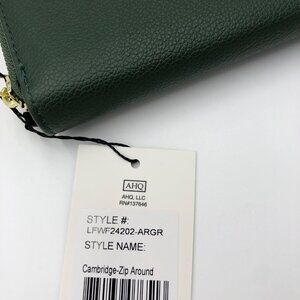 AHQ
AHQ, LLC
RN#137646
STYLE #:
LFWF24202-ARGR
STYLE NAME:
Cambridge-Zip Around